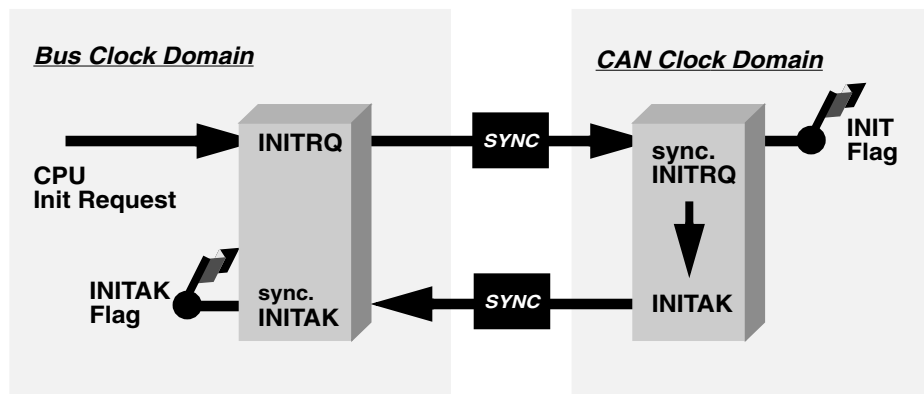 Bus Clock Domain
CAN Clock Domain
CPU
Init Request
INITRQ
SYNC
sync.
INITRQ
INIT
Flag
INITAK
Flag
sync.
INITAK
SYNC
INITAK